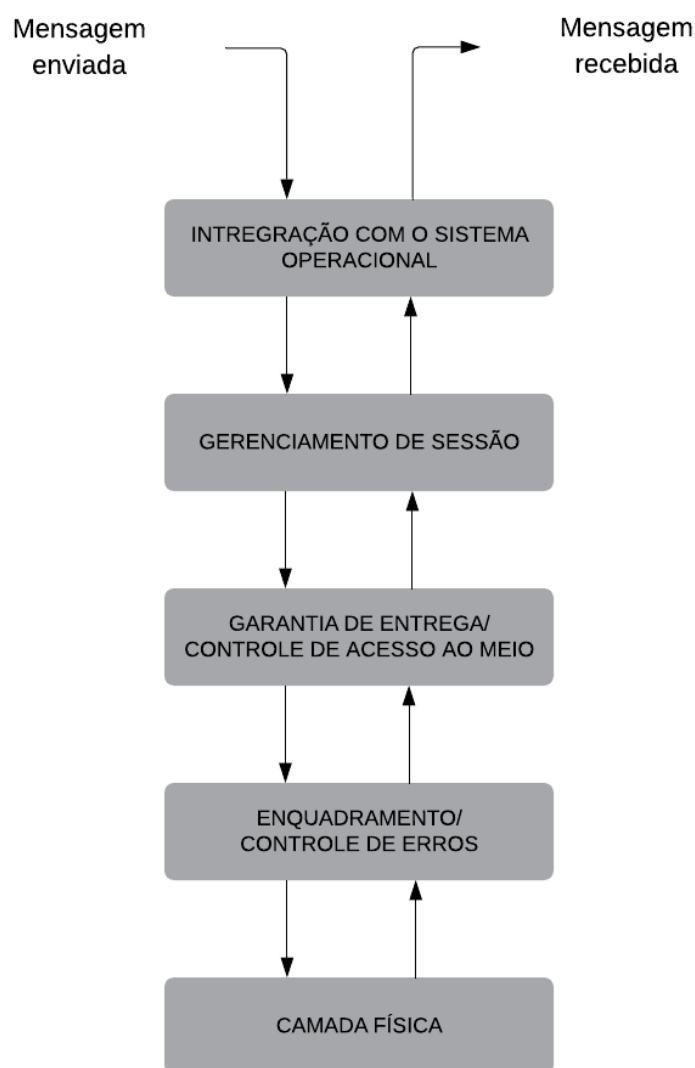 Mensagem
enviada
Mensagem
recebida
INTREGRAÇÃO COM O SISTEMA
OPERACIONAL
GERENCIAMENTO DE SESSÃO
GARANTIA DE ENTREGA/
CONTROLE DE ACESSO AO MEIO
ENQUADRAMENTO/
CONTROLE DE ERROS
CAMADA FÍSICA